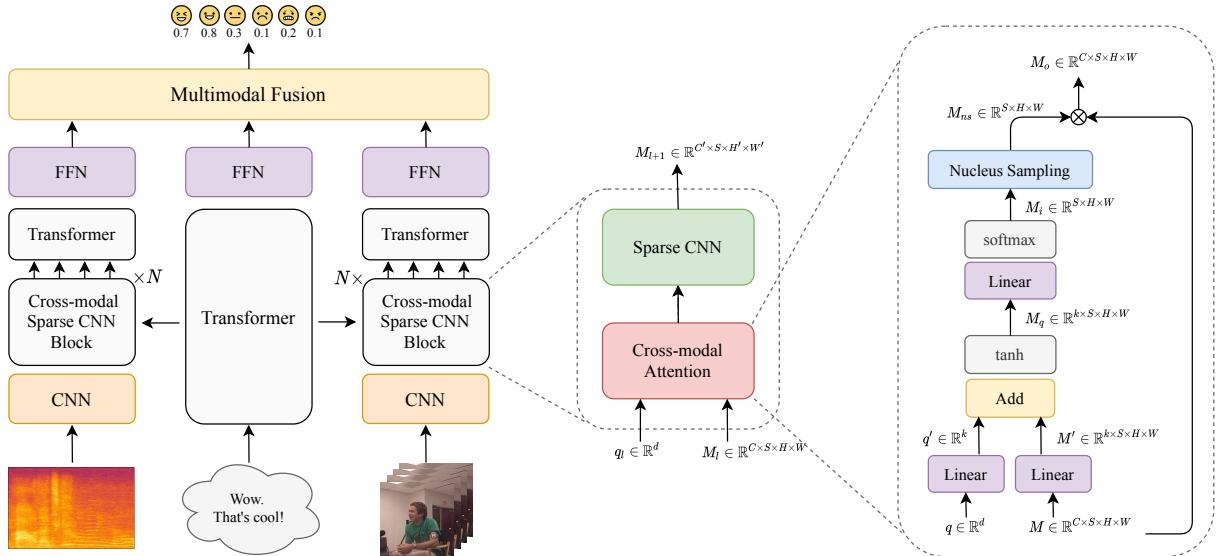 0.7 0.8 0.3 0.1 0.2 0.1
Multimodal Fusion
FFN FFN FFN
Transformer
Transformer
×N
N×
Cross-modal
Sparse CNN
Block
Transformer
Cross-modal
Sparse CNN
Block
CNN
CNN
Wow.
That's cool!
M_{l+1} ∈ ℝ^{C'×S×H'×W'}
Sparse CNN
Cross-modal
Attention
q_l ∈ ℝ^d
M_l ∈ ℝ^{C×S×H×W}
M_o ∈ ℝ^{C×S×H×W}
M_{ns} ∈ ℝ^{S×H×W}
Nucleus Sampling
M_i ∈ ℝ^{S×H×W}
softmax
Linear
M_q ∈ ℝ^{k×S×H×W}
tanh
Add
q' ∈ ℝ^k
M' ∈ ℝ^{k×S×H×W}
Linear
Linear
q ∈ ℝ^d
M ∈ ℝ^{C×S×H×W}